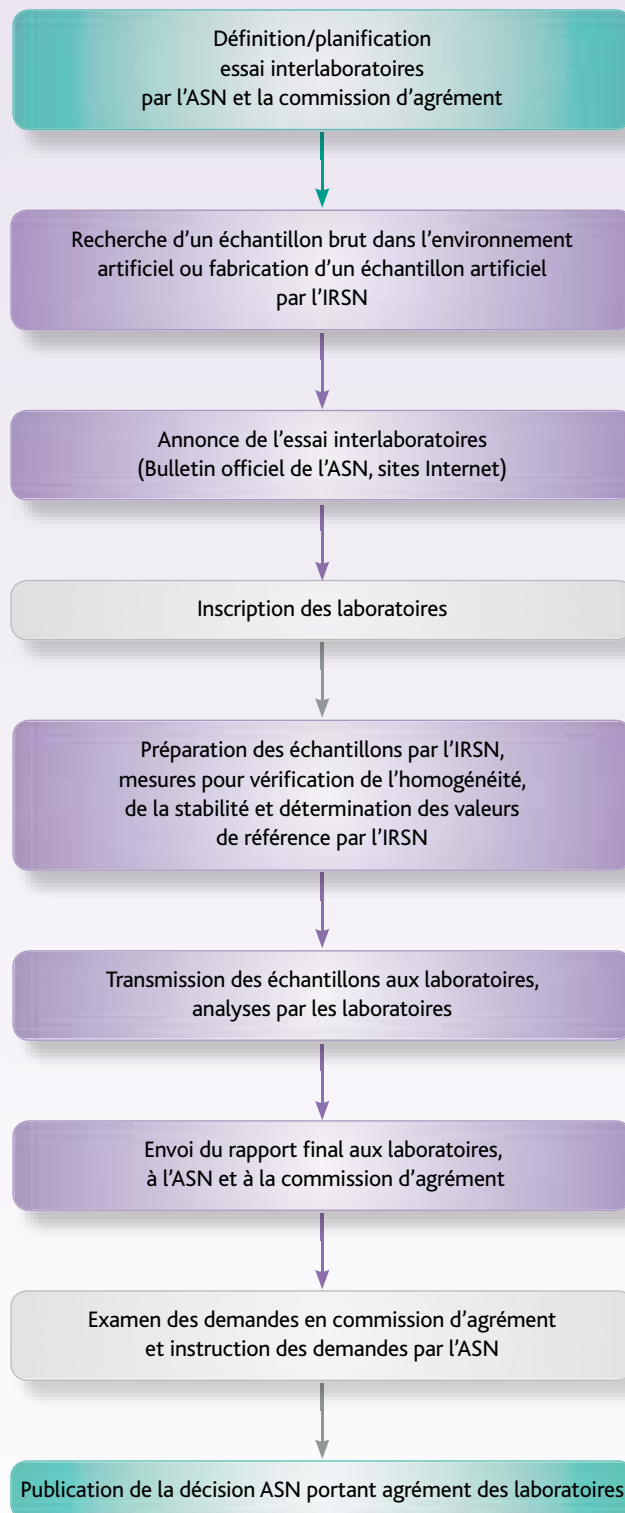 Définition/planification
essai interlaboratoires
par l’ASN et la commission d’agrément
Recherche d’un échantillon brut dans l’environnement
artificiel ou fabrication d’un échantillon artificiel
par l’IRSN
Annonce de l’essai interlaboratoires
(Bulletin officiel de l’ASN, sites Internet)
Inscription des laboratoires
Préparation des échantillons par l’IRSN,
mesures pour vérification de l’homogénéité,
de la stabilité et détermination des valeurs
de référence par l’IRSN
Transmission des échantillons aux laboratoires,
analyses par les laboratoires
Envoi du rapport final aux laboratoires,
à l’ASN et à la commission d’agrément
Examen des demandes en commission d’agrément
et instruction des demandes par l’ASN
Publication de la décision ASN portant agrément des laboratoires